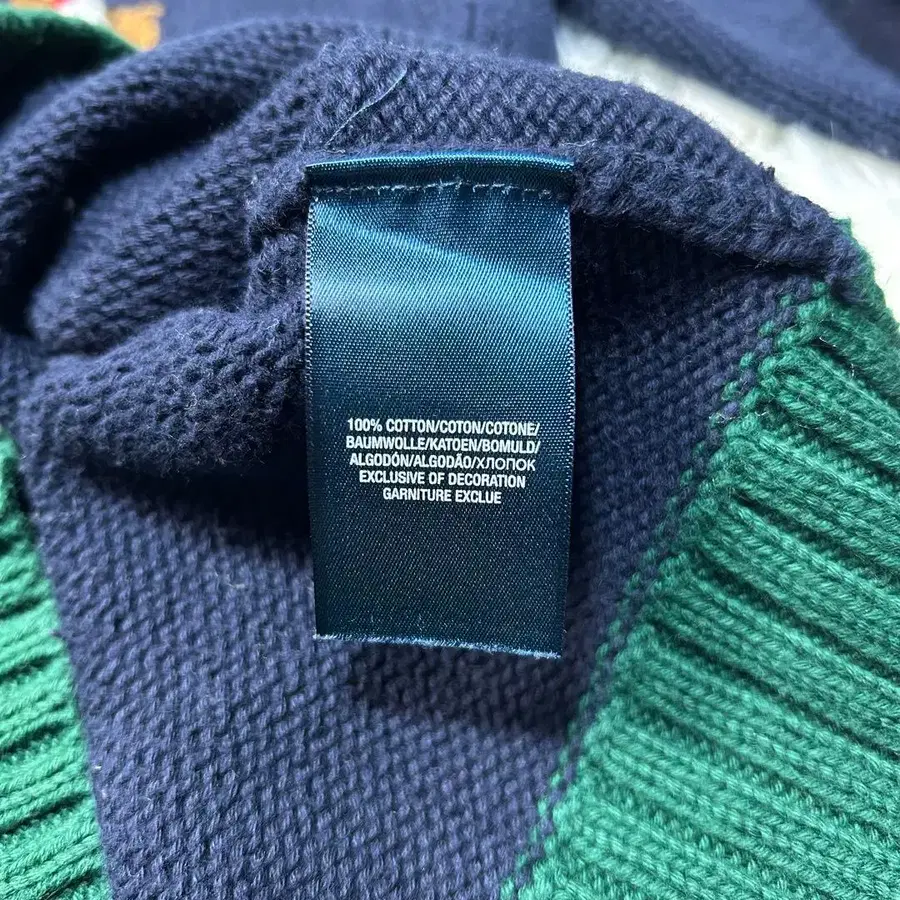 100% COTTON/COTON/COTONE/
BAUMWOLLE/KATOEN/BOMULD/
ALGODÓN/ALGODÃO/ХЛОПОК
EXCLUSIVE OF DECORATION
GARNITURE EXCLUE